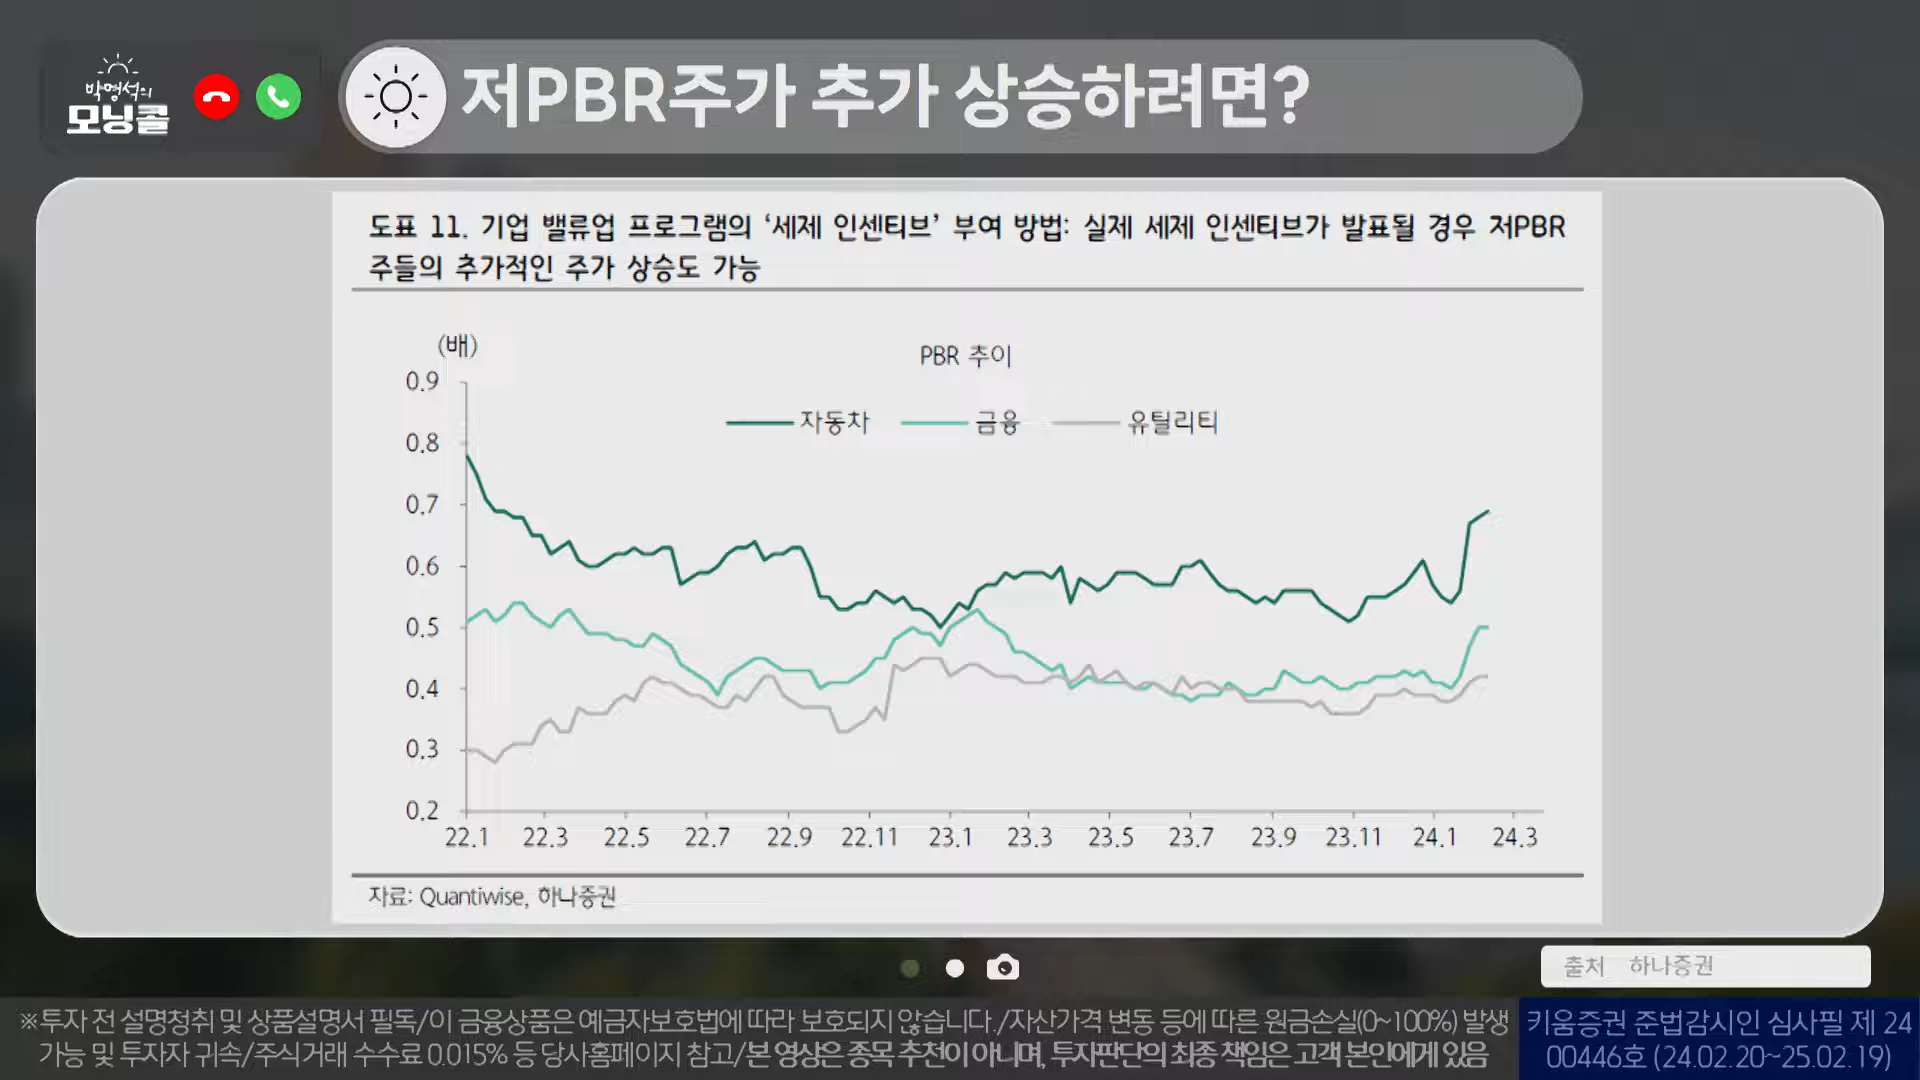 박명석의
모닝콜
저PBR주가 추가 상승하려면?
도표 11. 기업 밸류업 프로그램의 ‘세제 인센티브’ 부여 방법: 실제 세제 인센티브가 발표될 경우 저PBR
주들의 추가적인 주가 상승도 가능
(배)
PBR 추이
자동차 금융 유틸리티
0.9
0.8
0.7
0.6
0.5
0.4
0.3
0.2
22.1 22.3 22.5 22.7 22.9 22.11 23.1 23.3 23.5 23.7 23.9 23.11 24.1 24.3
자료: Quantiwise, 하나증권
출처 하나증권
※투자 전 설명청취 및 상품설명서 필독/이 금융상품은 예금자보호법에 따라 보호되지 않습니다./자산가격 변동 등에 따른 원금손실(0~100%) 발생
가능 및 투자자 귀속/주식거래 수수료 0.015% 등 당사홈페이지 참고/본 영상은 종목 추천이 아니며, 투자판단의 최종 책임은 고객 본인에게 있음
키움증권 준법감시인 심사필 제 24
00446호 (24.02.20~25.02.19)